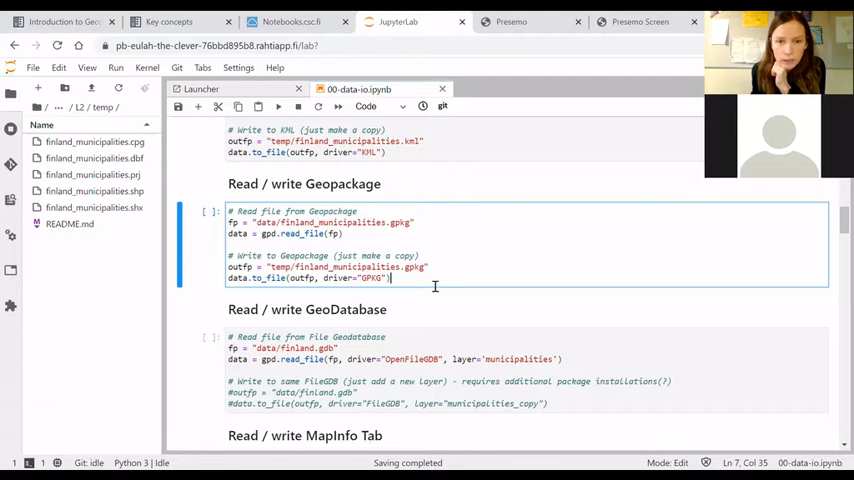 Introduction to Geo
Key concepts
Notebooks.csc.fi
JupyterLab
Presemo
Presemo Screen
pb-eulah-the-clever-76bbd895b8.rahtiapp.fi/lab?
File Edit View Run Kernel Git Tabs Settings Help
Launcher
00-data-io.ipynb
Code
git
/ ... / L2 / temp /
Name
finland_municipalities.cpg
finland_municipalities.dbf
finland_municipalities.prj
finland_municipalities.shp
finland_municipalities.shx
README.md
# Write to KML (just make a copy)
outfp = "temp/finland_municipalities.kml"
data.to_file(outfp, driver="KML")
Read / write Geopackage
[ ]:
# Read file from Geopackage
fp = "data/finland_municipalities.gpkg"
data = gpd.read_file(fp)
# Write to Geopackage (just make a copy)
outfp = "temp/finland_municipalities.gpkg"
data.to_file(outfp, driver="GPKG")
Read / write GeoDatabase
[ ]:
# Read file from File Geodatabase
fp = "data/finland.gdb"
data = gpd.read_file(fp, driver="OpenFileGDB", layer='municipalities')
# Write to same FileGDB (just add a new layer) - requires additional package installations(?)
#outfp = "data/finland.gdb"
#data.to_file(outfp, driver="FileGDB", layer="municipalities_copy")
Read / write MapInfo Tab
1
1
Git: idle
Python 3 | Idle
Saving completed
Mode: Edit
Ln 7, Col 35
00-data-io.ipynb